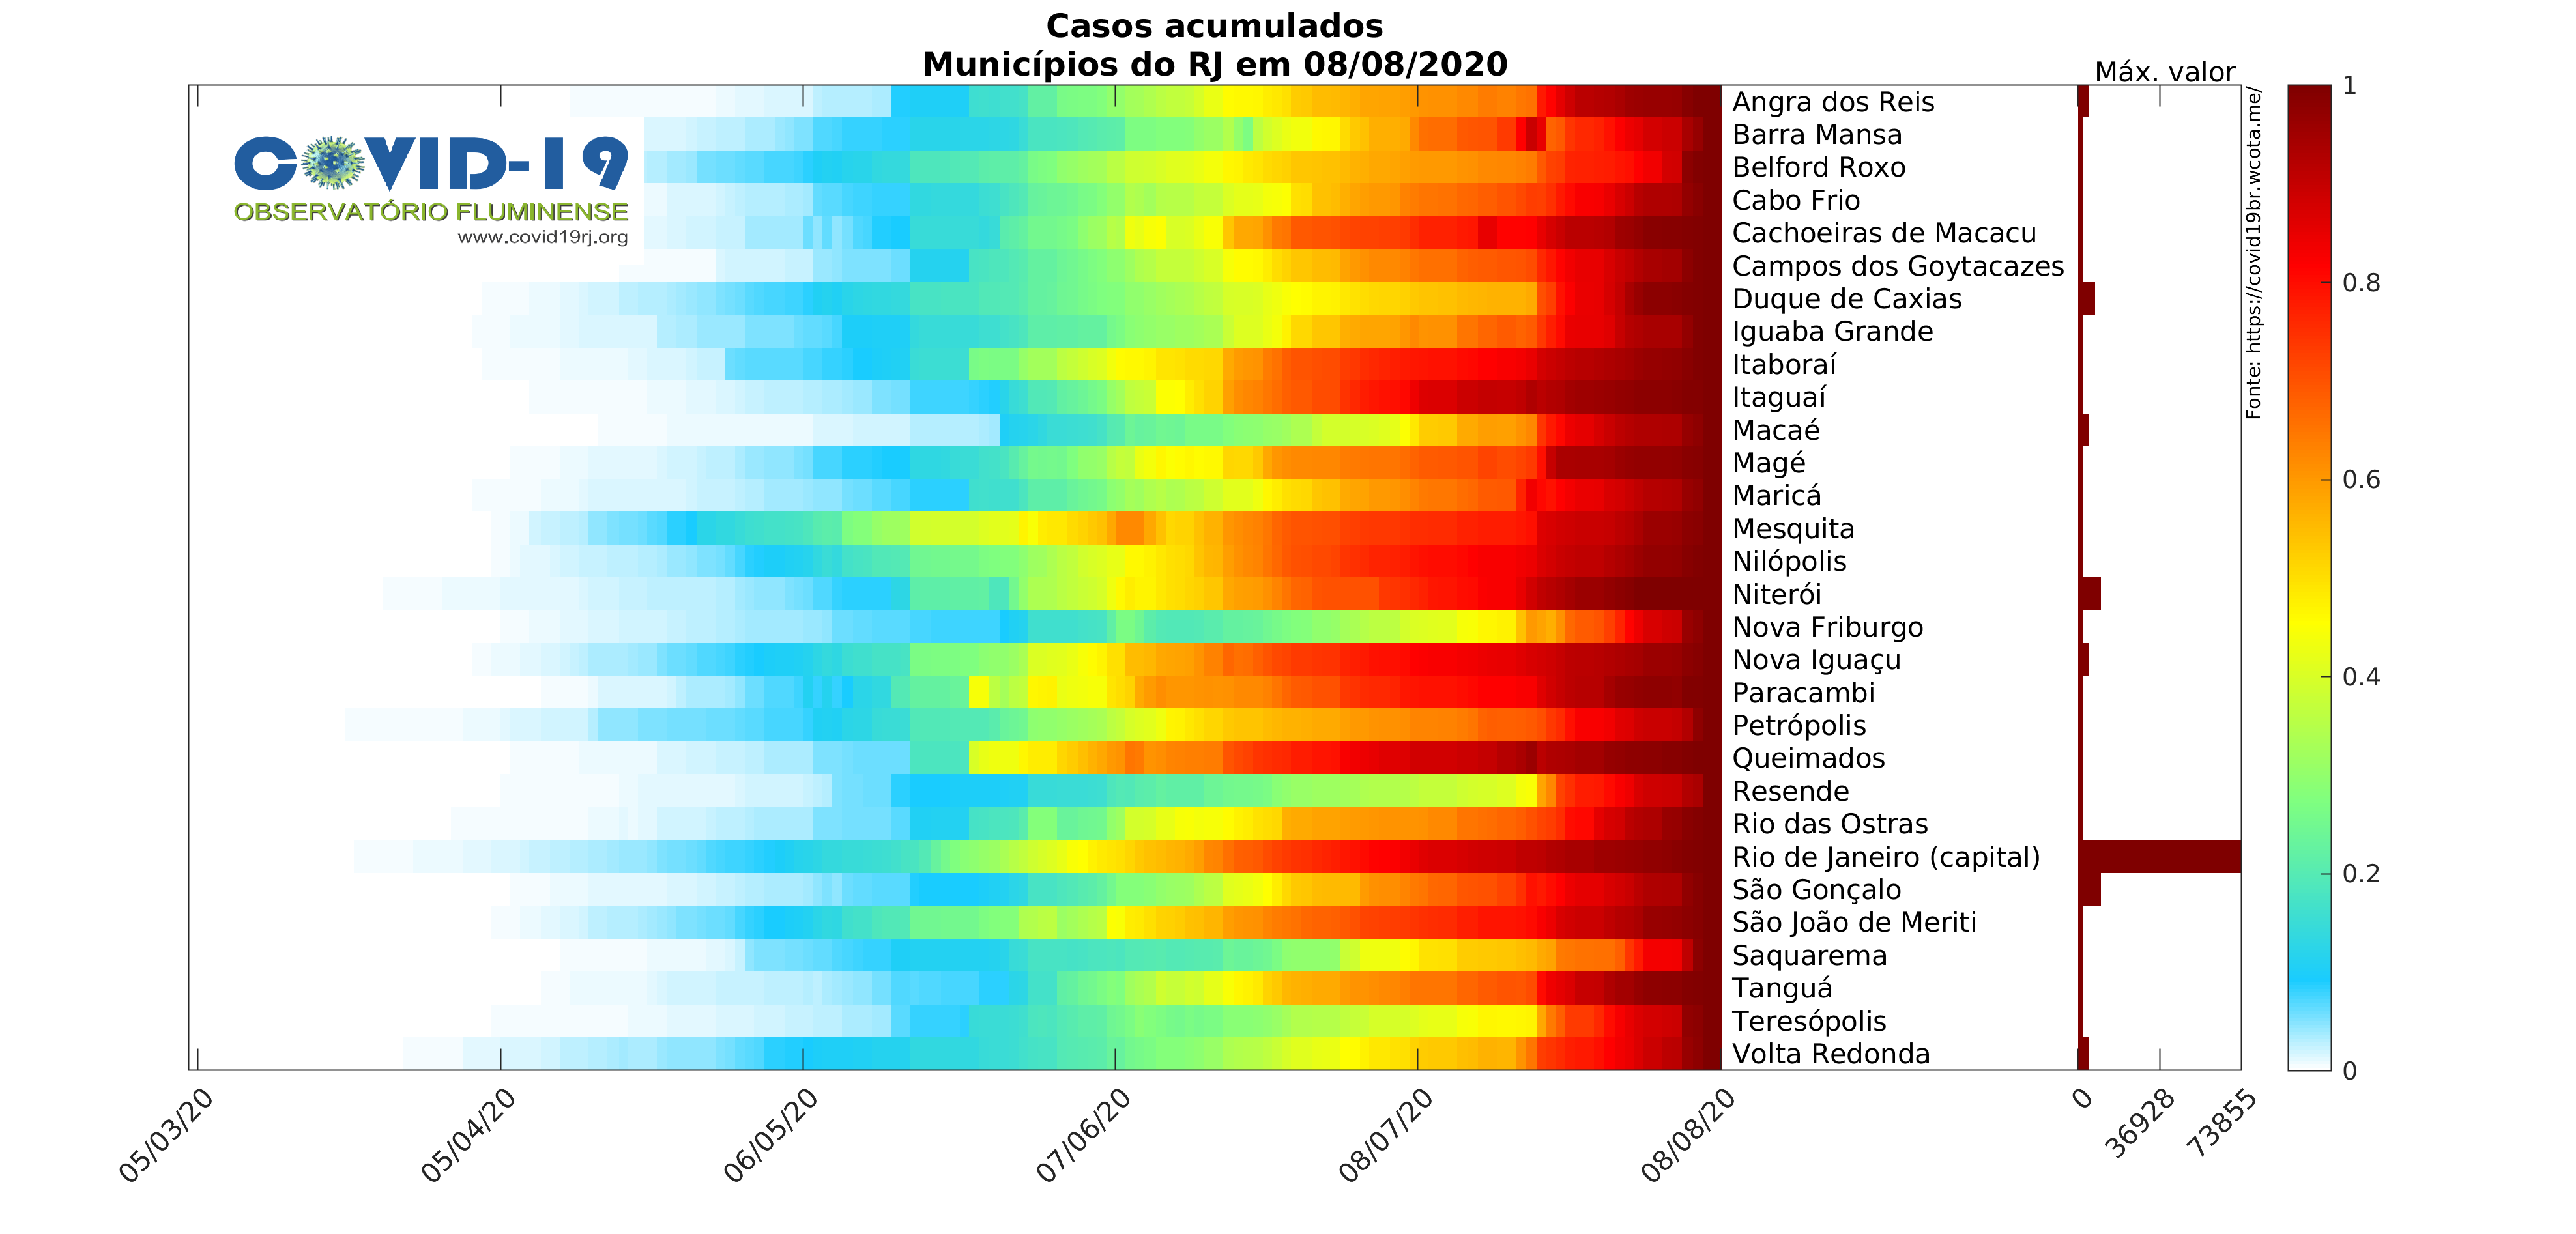 Casos acumulados
Municípios do RJ em 08/08/2020
Máx. valor
COVID-19
OBSERVATÓRIO FLUMINENSE
www.covid19rj.org
Angra dos Reis
Barra Mansa
Belford Roxo
Cabo Frio
Cachoeiras de Macacu
Campos dos Goytacazes
Duque de Caxias
Iguaba Grande
Itaboraí
Itaguaí
Macaé
Magé
Maricá
Mesquita
Nilópolis
Niterói
Nova Friburgo
Nova Iguaçu
Paracambi
Petrópolis
Queimados
Resende
Rio das Ostras
Rio de Janeiro (capital)
São Gonçalo
São João de Meriti
Saquarema
Tanguá
Teresópolis
Volta Redonda
Fonte: https://covid19br.wcota.me/
1
0.8
0.6
0.4
0.2
0
05/03/20
05/04/20
06/05/20
07/06/20
08/07/20
08/08/20
0
36928
73855